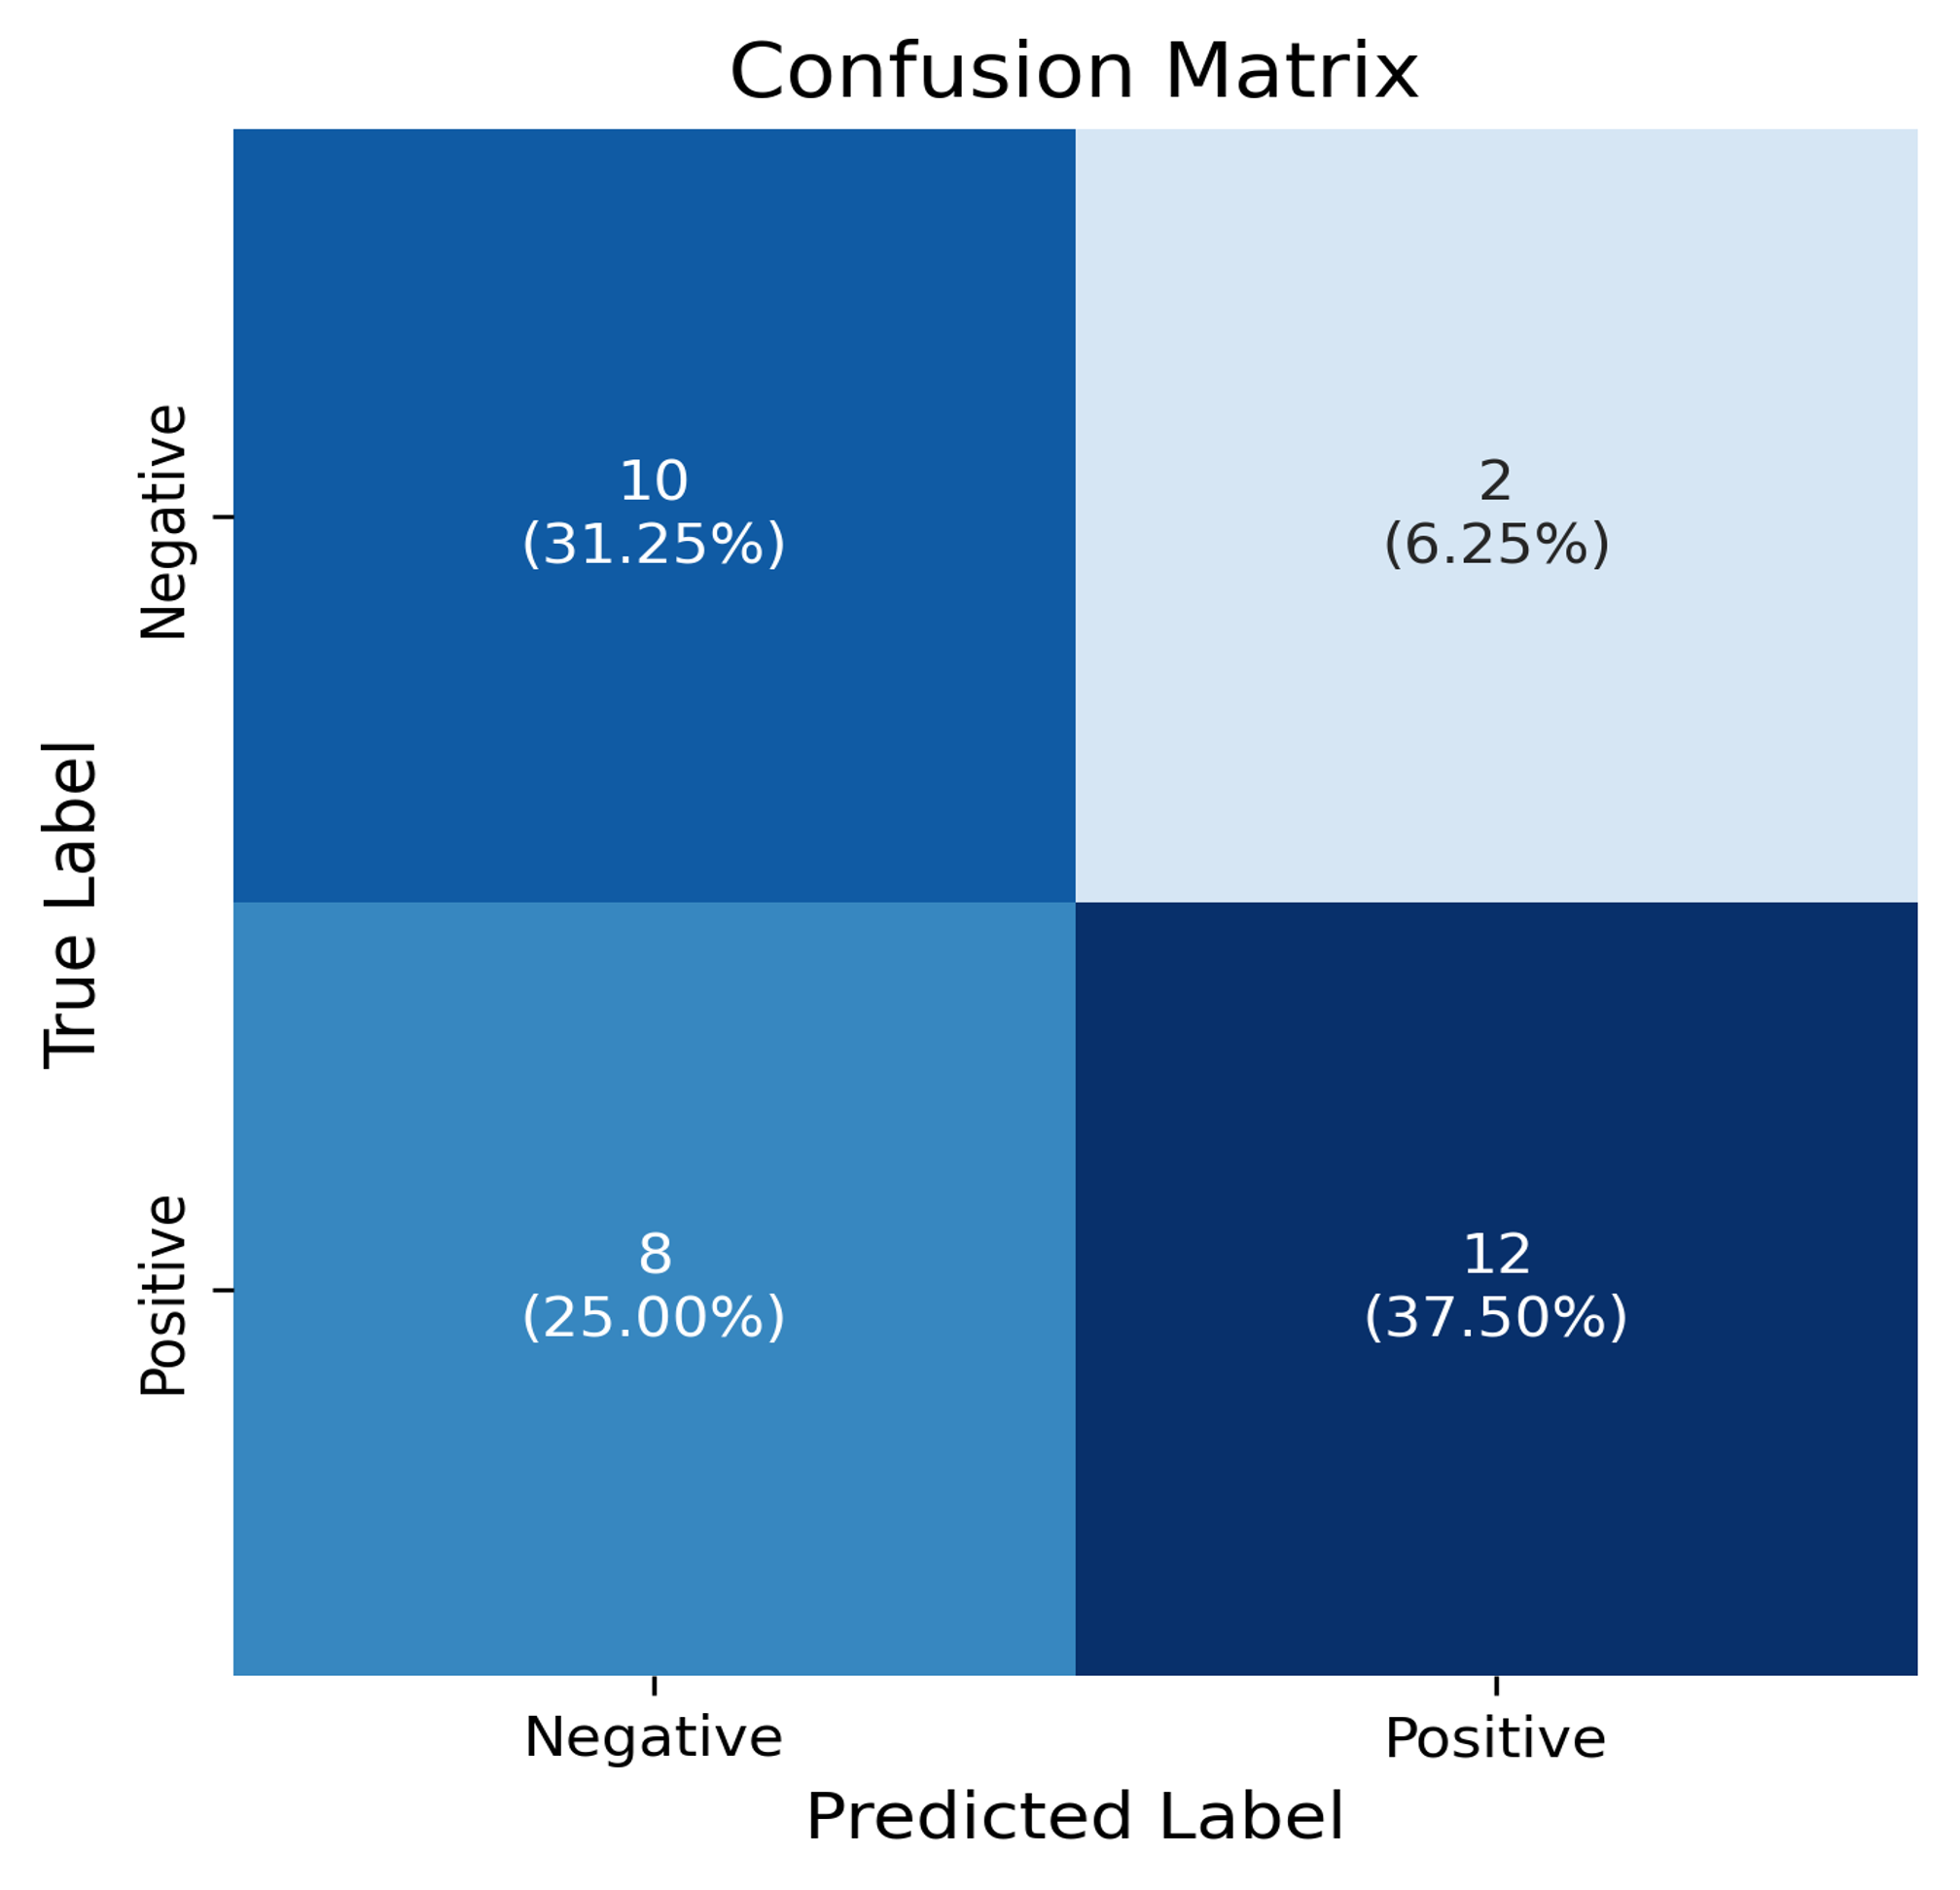 Confusion Matrix
True Label
Negative
10
(31.25%)
2
(6.25%)
Positive
8
(25.00%)
12
(37.50%)
Negative
Positive
Predicted Label